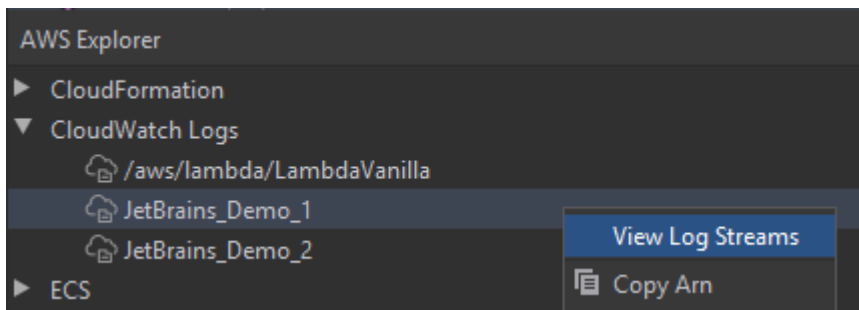 AWS Explorer
CloudFormation
CloudWatch Logs
/aws/lambda/LambdaVanilla
JetBrains_Demo_1
View Log Streams
JetBrains_Demo_2
Copy Arn
ECS